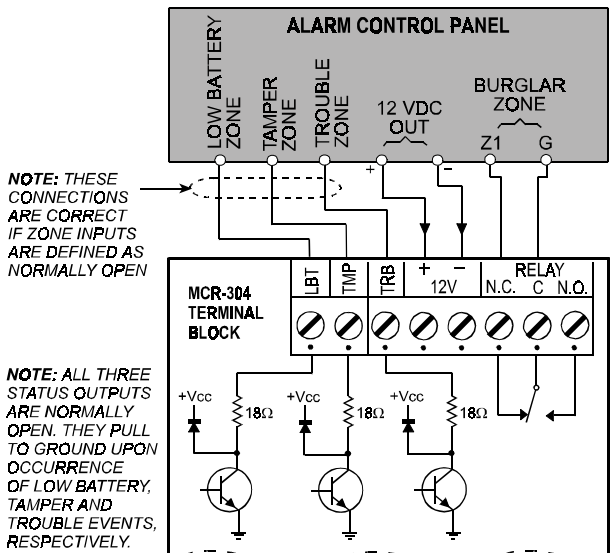 ALARM CONTROL PANEL
LOW BATTERY
ZONE
TAMPER
ZONE
TROUBLE
ZONE
12 VDC
OUT
BURGLAR
ZONE
Z1
G
+
−
NOTE: THESE
CONNECTIONS
ARE CORRECT
IF ZONE INPUTS
ARE DEFINED AS
NORMALLY OPEN
MCR-304
TERMINAL
BLOCK
LBT
TMP
TRB
+
−
12V
RELAY
N.C.
C
N.O.
NOTE: ALL THREE
STATUS OUTPUTS
ARE NORMALLY
OPEN. THEY PULL
TO GROUND UPON
OCCURRENCE
OF LOW BATTERY,
TAMPER AND
TROUBLE EVENTS,
RESPECTIVELY.
+Vcc
18Ω
+Vcc
18Ω
+Vcc
18Ω